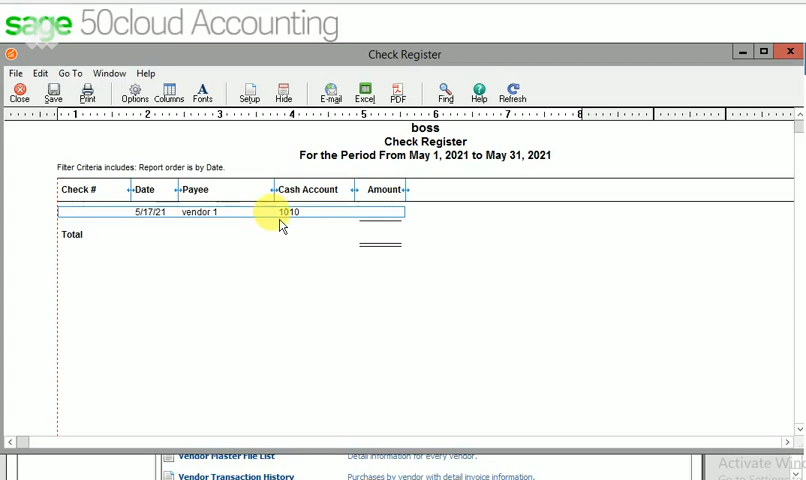 sage 50cloud Accounting
Check Register
File Edit Go To Window Help
Close Save Print Options Columns Fonts Setup Hide E-mail Excel PDF Find Help Refresh
1 2 3 4 5 6 7 8
boss
Check Register
For the Period From May 1, 2021 to May 31, 2021
Filter Criteria includes: Report order is by Date.
Check # Date Payee Cash Account Amount
5/17/21 vendor 1 1010
Total
Vendor Master File List Detail information for every vendor.
Activate Win
Vendor Transaction History Purchases by vendor with detail invoice information.